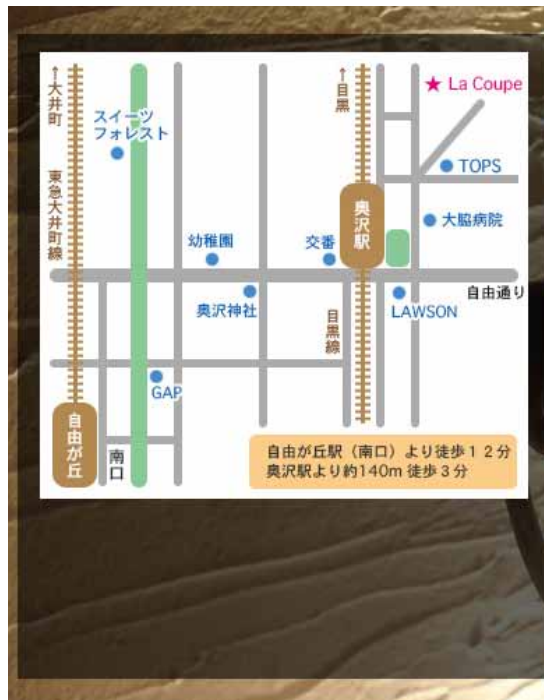 ↑大井町
東急大井町線
スイーツ
フォレスト
↑目黒
★ La Coupe
TOPS
奥沢駅
大脇病院
幼稚園
交番
自由通り
奥沢神社
目黒線
LAWSON
GAP
自由が丘
南口
自由が丘駅（南口）より徒歩１２分
奥沢駅より約140m 徒歩３分